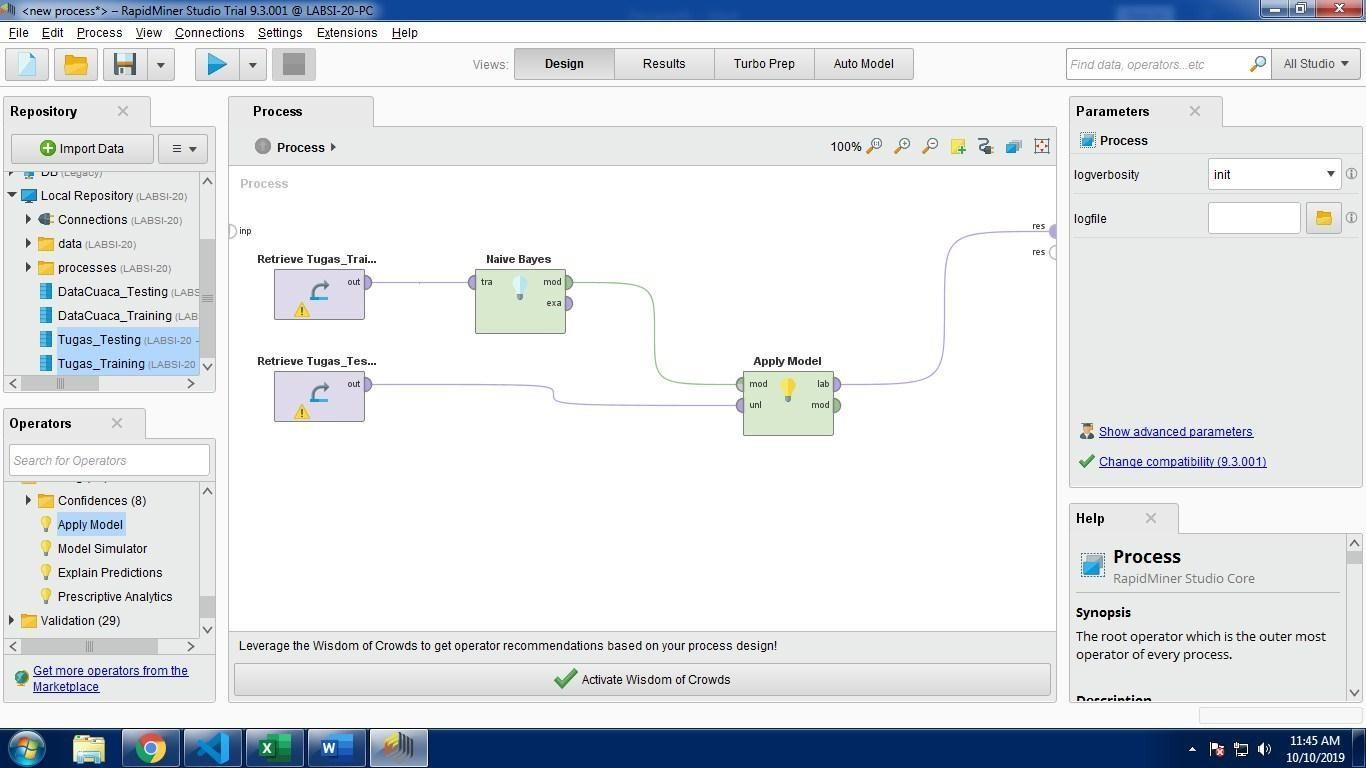 <new process*> – RapidMiner Studio Trial 9.3.001 @ LABSI-20-PC
File Edit Process View Connections Settings Extensions Help
Views: Design Results Turbo Prep Auto Model
Find data, operators...etc
All Studio
Repository
Import Data
DB (Legacy)
Local Repository (LABSI-20)
Connections (LABSI-20)
data (LABSI-20)
processes (LABSI-20)
DataCuaca_Testing (LABS
DataCuaca_Training (LAB
Tugas_Testing (LABSI-20 -
Tugas_Training (LABSI-20
Operators
Search for Operators
Confidences (8)
Apply Model
Model Simulator
Explain Predictions
Prescriptive Analytics
Validation (29)
Get more operators from the
Marketplace
Process
Process
100%
Process
inp
res
res
Retrieve Tugas_Trai...
out
Naive Bayes
tra mod
exa
Retrieve Tugas_Tes...
out
Apply Model
mod lab
unl mod
Leverage the Wisdom of Crowds to get operator recommendations based on your process design!
Activate Wisdom of Crowds
Parameters
Process
logverbosity init
logfile
Show advanced parameters
Change compatibility (9.3.001)
Help
Process
RapidMiner Studio Core
Synopsis
The root operator which is the outer most
operator of every process.
Description
11:45 AM
10/10/2019